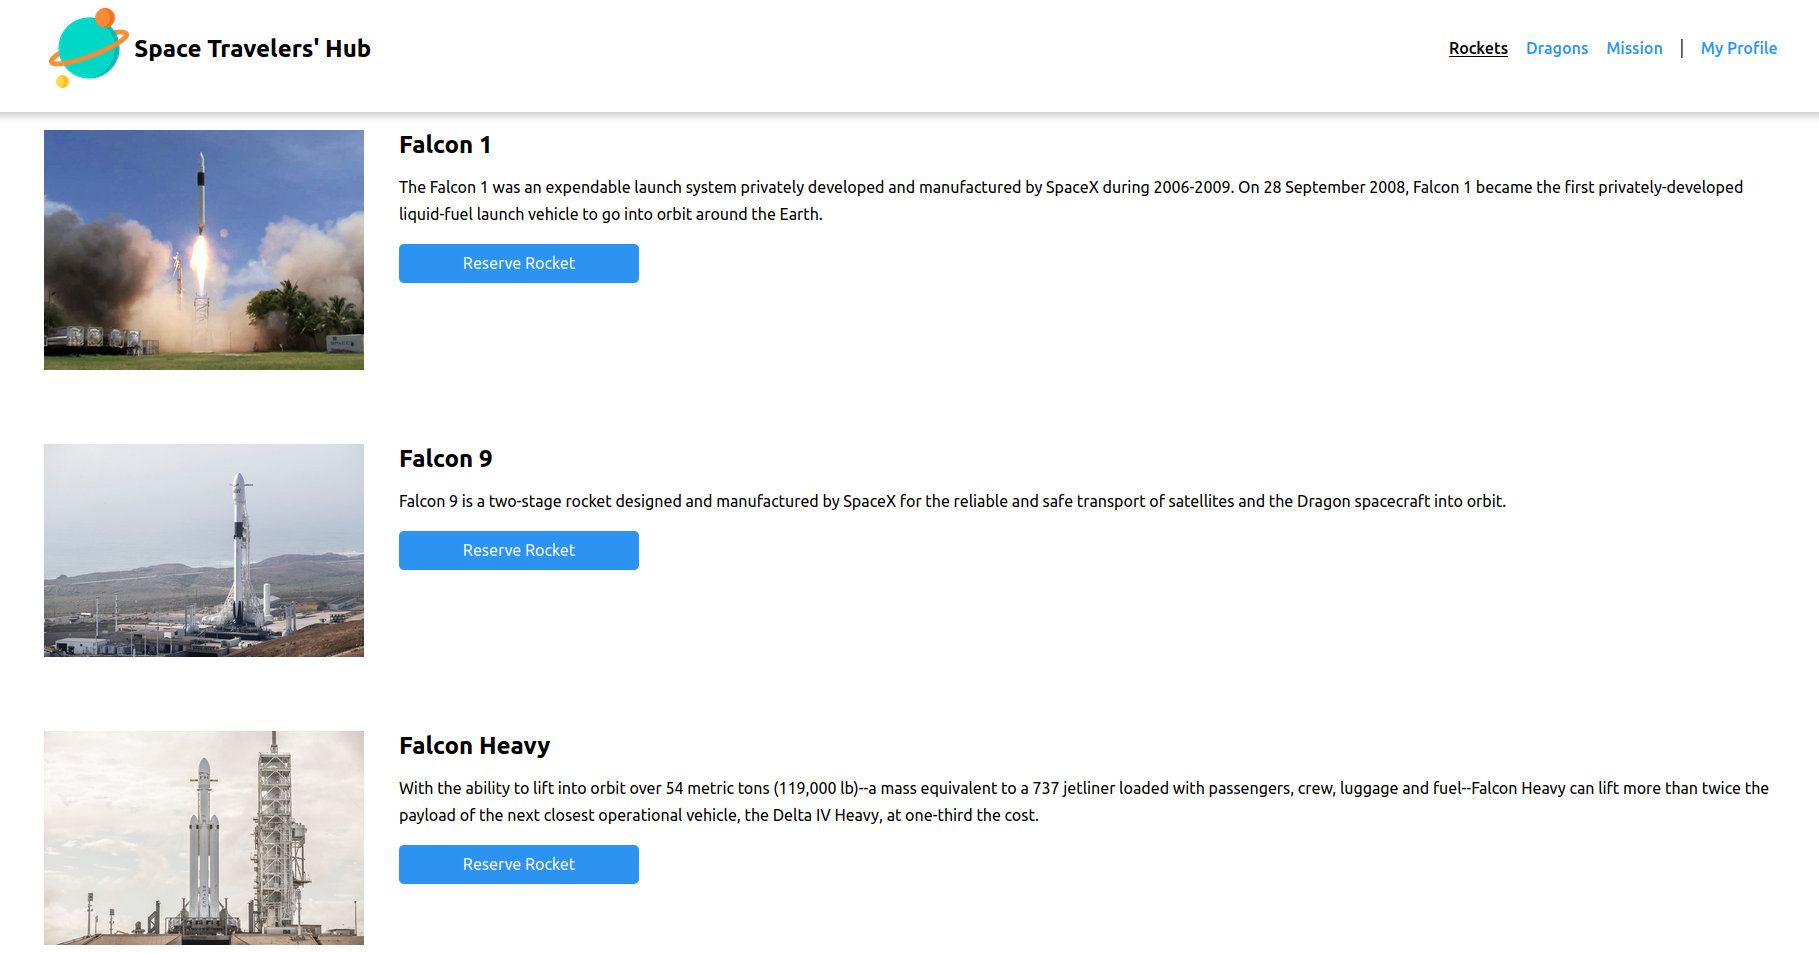 Space Travelers' Hub
Rockets Dragons Mission | My Profile
Falcon 1
The Falcon 1 was an expendable launch system privately developed and manufactured by SpaceX during 2006-2009. On 28 September 2008, Falcon 1 became the first privately-developed
liquid-fuel launch vehicle to go into orbit around the Earth.
Reserve Rocket
Falcon 9
Falcon 9 is a two-stage rocket designed and manufactured by SpaceX for the reliable and safe transport of satellites and the Dragon spacecraft into orbit.
Reserve Rocket
Falcon Heavy
With the ability to lift into orbit over 54 metric tons (119,000 lb)--a mass equivalent to a 737 jetliner loaded with passengers, crew, luggage and fuel--Falcon Heavy can lift more than twice the
payload of the next closest operational vehicle, the Delta IV Heavy, at one-third the cost.
Reserve Rocket